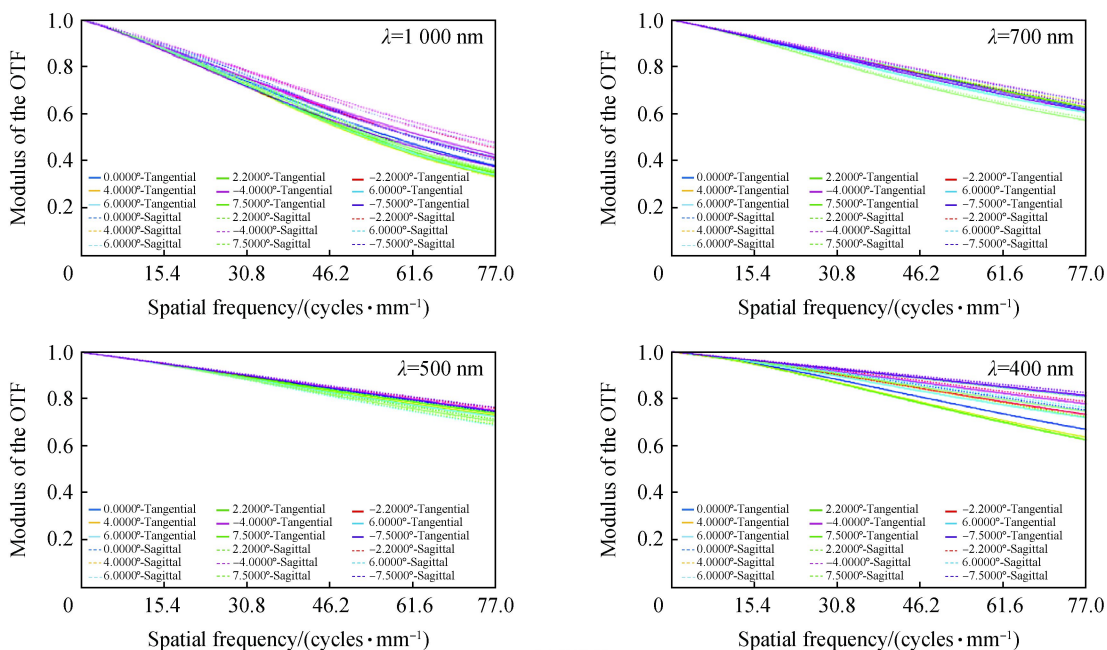 λ=1 000 nm
Modulus of the OTF
1.0
0.8
0.6
0.4
0.2
0
0.0000°-Tangential 2.2000°-Tangential −2.2000°-Tangential
4.0000°-Tangential −4.0000°-Tangential 6.0000°-Tangential
6.0000°-Tangential 7.5000°-Tangential −7.5000°-Tangential
0.0000°-Sagittal 2.2000°-Sagittal −2.2000°-Sagittal
4.0000°-Sagittal −4.0000°-Sagittal 6.0000°-Sagittal
6.0000°-Sagittal 7.5000°-Sagittal −7.5000°-Sagittal
15.4 30.8 46.2 61.6 77.0
Spatial frequency/(cycles·mm⁻¹)
λ=700 nm
Modulus of the OTF
1.0
0.8
0.6
0.4
0.2
0
0.0000°-Tangential 2.2000°-Tangential −2.2000°-Tangential
4.0000°-Tangential −4.0000°-Tangential 6.0000°-Tangential
6.0000°-Tangential 7.5000°-Tangential −7.5000°-Tangential
0.0000°-Sagittal 2.2000°-Sagittal −2.2000°-Sagittal
4.0000°-Sagittal −4.0000°-Sagittal 6.0000°-Sagittal
6.0000°-Sagittal 7.5000°-Sagittal −7.5000°-Sagittal
15.4 30.8 46.2 61.6 77.0
Spatial frequency/(cycles·mm⁻¹)
λ=500 nm
Modulus of the OTF
1.0
0.8
0.6
0.4
0.2
0
0.0000°-Tangential 2.2000°-Tangential −2.2000°-Tangential
4.0000°-Tangential −4.0000°-Tangential 6.0000°-Tangential
6.0000°-Tangential 7.5000°-Tangential −7.5000°-Tangential
0.0000°-Sagittal 2.2000°-Sagittal −2.2000°-Sagittal
4.0000°-Sagittal −4.0000°-Sagittal 6.0000°-Sagittal
6.0000°-Sagittal 7.5000°-Sagittal −7.5000°-Sagittal
15.4 30.8 46.2 61.6 77.0
Spatial frequency/(cycles·mm⁻¹)
λ=400 nm
Modulus of the OTF
1.0
0.8
0.6
0.4
0.2
0
0.0000°-Tangential 2.2000°-Tangential −2.2000°-Tangential
4.0000°-Tangential −4.0000°-Tangential 6.0000°-Tangential
6.0000°-Tangential 7.5000°-Tangential −7.5000°-Tangential
0.0000°-Sagittal 2.2000°-Sagittal −2.2000°-Sagittal
4.0000°-Sagittal −4.0000°-Sagittal 6.0000°-Sagittal
6.0000°-Sagittal 7.5000°-Sagittal −7.5000°-Sagittal
15.4 30.8 46.2 61.6 77.0
Spatial frequency/(cycles·mm⁻¹)